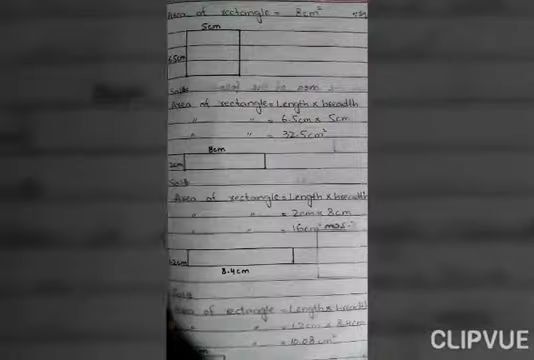 Area of rectangle = 8cm²
5cm
6.5cm
Soln
Area of rectangle = Length × breadth
" " = 6.5cm × 5cm
" " = 32.5cm²
8cm
2cm
Soln
Area of rectangle = Length × breadth
" " = 2cm × 8cm
" " = 16cm²
1.2cm
8.4cm
Soln
Area of rectangle = Length × breadth
" " = 1.2cm × 8.4cm
" " = 10.08cm²
CLIPVUE